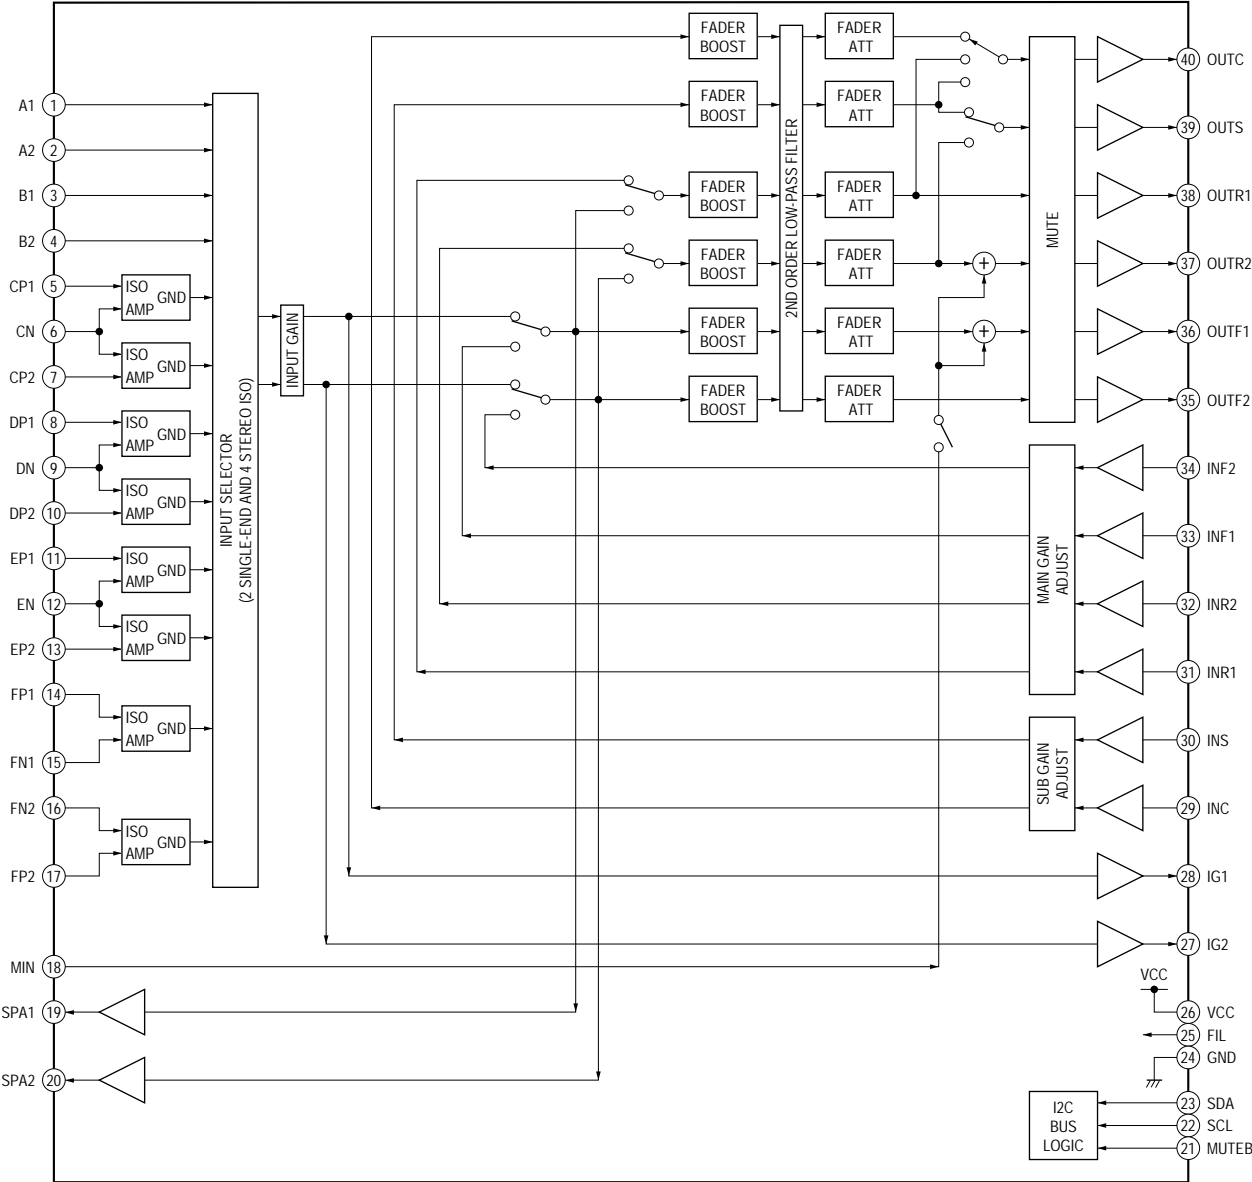 A1 1
A2 2
B1 3
B2 4
CP1 5
CN 6
CP2 7
DP1 8
DN 9
DP2 10
EP1 11
EN 12
EP2 13
FP1 14
FN1 15
FN2 16
FP2 17
MIN 18
SPA1 19
SPA2 20
ISO
AMP
GND
ISO
AMP
GND
ISO
AMP
GND
ISO
AMP
GND
ISO
AMP
GND
ISO
AMP
GND
ISO
AMP
GND
ISO
AMP
GND
INPUT SELECTOR
(2 SINGLE-END AND 4 STEREO ISO)
INPUT GAIN
FADER
BOOST
FADER
BOOST
FADER
BOOST
FADER
BOOST
FADER
BOOST
FADER
BOOST
2ND ORDER LOW-PASS FILTER
FADER
ATT
FADER
ATT
FADER
ATT
FADER
ATT
FADER
ATT
FADER
ATT
+
+
MUTE
MAIN GAIN
ADJUST
SUB GAIN
ADJUST
40 OUTC
39 OUTS
38 OUTR1
37 OUTR2
36 OUTF1
35 OUTF2
34 INF2
33 INF1
32 INR2
31 INR1
30 INS
29 INC
28 IG1
27 IG2
VCC
26 VCC
25 FIL
24 GND
I2C
BUS
LOGIC
23 SDA
22 SCL
21 MUTEB